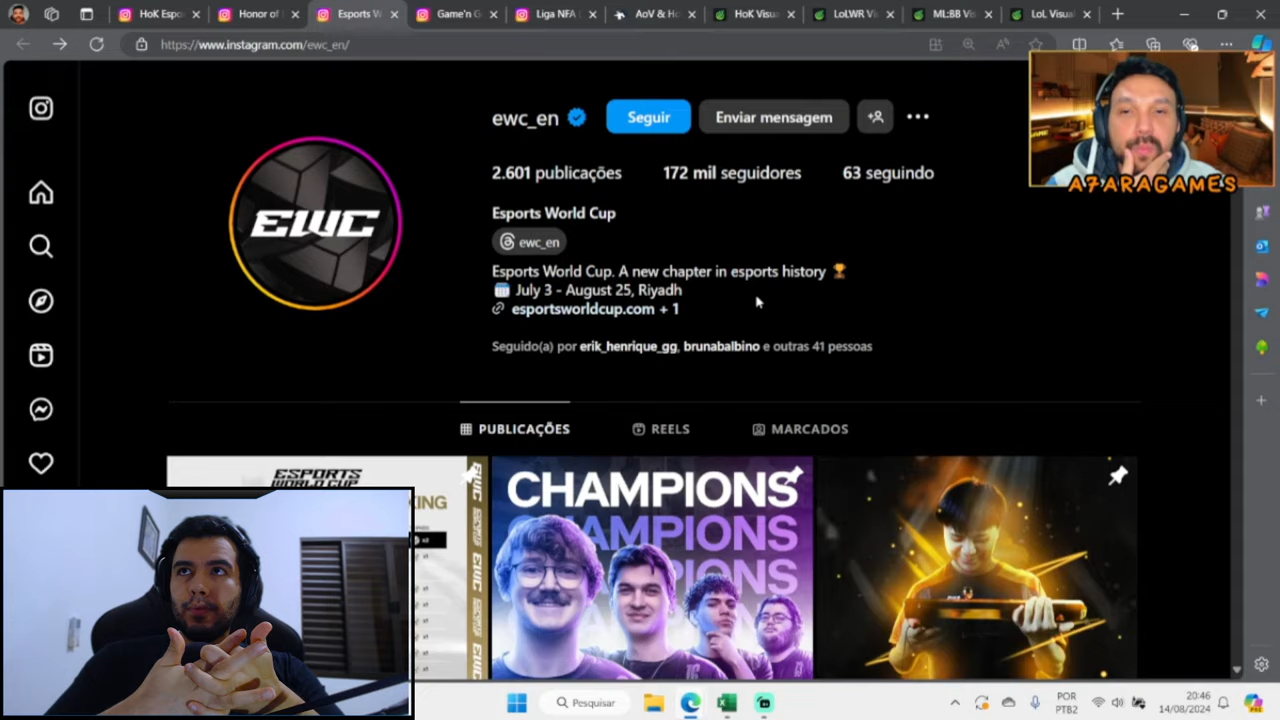 HoK Espo
Honor of
Esports W
Game'n G
Liga NFA (
AoV & Ho
HoK Visua
LoLWR Vi
ML:BB Vis
LoL Visual
https://www.instagram.com/ewc_en/
ewc_en
Seguir
Enviar mensagem
2.601 publicações
172 mil seguidores
63 seguindo
A7ARAGAMES
EWC
Esports World Cup
ewc_en
Esports World Cup. A new chapter in esports history 🏆
July 3 - August 25, Riyadh
esportsworldcup.com + 1
Seguido(a) por erik_henrique_gg, brunabalbino e outras 41 pessoas
PUBLICAÇÕES
REELS
MARCADOS
ESPORTS
WORLD CUP
KING
CHAMPIONS
CHAMPIONS
Pesquisar
POR
PTB2
20:46
14/08/2024